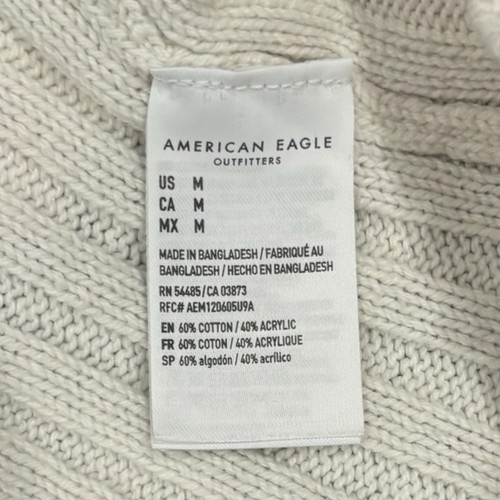 AMERICAN EAGLE
OUTFITTERS
US M
CA M
MX M
MADE IN BANGLADESH / FABRIQUÉ AU
BANGLADESH / HECHO EN BANGLADESH
RN 54485 / CA 03873
RFC# AEM120605U9A
EN 60% COTTON / 40% ACRYLIC
FR 60% COTON / 40% ACRYLIQUE
SP 60% algodón / 40% acrílico